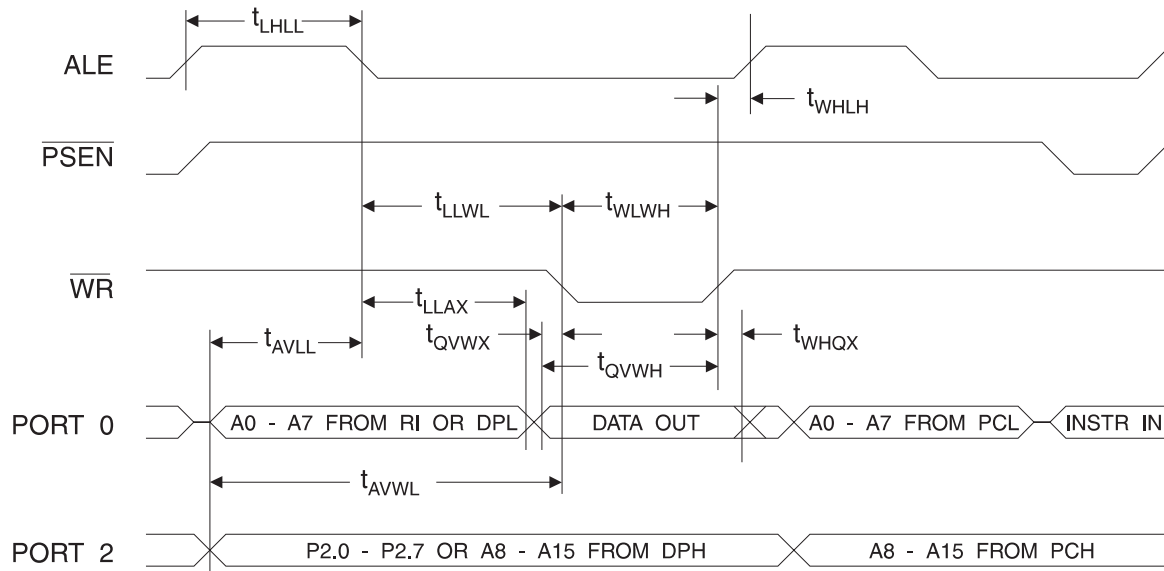 tLHLL
ALE
tWHLH
PSEN
tLLWL
tWLWH
WR
tLLAX
tQVWX
tWHQX
tAVLL
tQVWH
PORT 0
A0 - A7 FROM RI OR DPL
DATA OUT
A0 - A7 FROM PCL
INSTR IN
tAVWL
PORT 2
P2.0 - P2.7 OR A8 - A15 FROM DPH
A8 - A15 FROM PCH